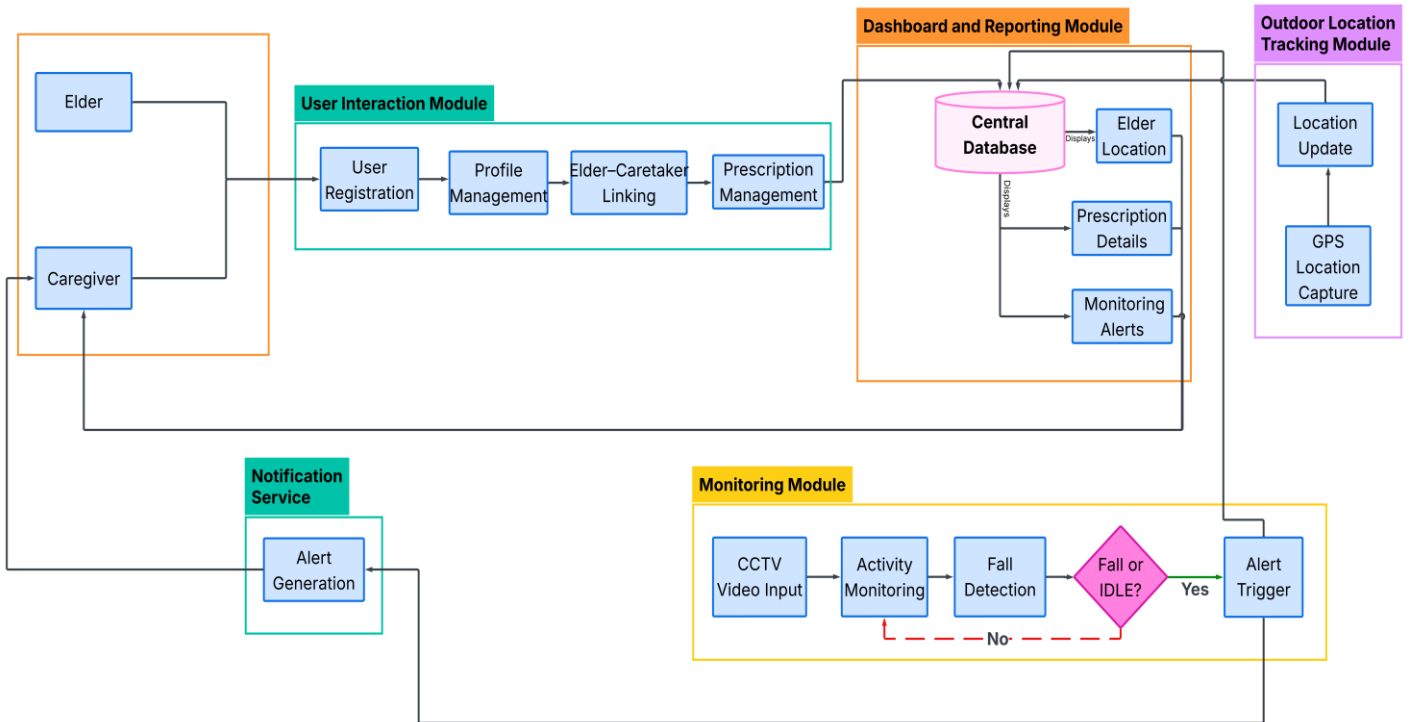 Outdoor Location
Tracking Module
Dashboard and Reporting Module
User Interaction Module
Elder
Caregiver
User
Registration
Profile
Management
Elder–Caretaker
Linking
Prescription
Management
Central
Database
Displays
Displays
Elder
Location
Prescription
Details
Monitoring
Alerts
Location
Update
GPS
Location
Capture
Notification
Service
Alert
Generation
Monitoring Module
CCTV
Video Input
Activity
Monitoring
Fall
Detection
Fall or
IDLE?
Yes
No
Alert
Trigger